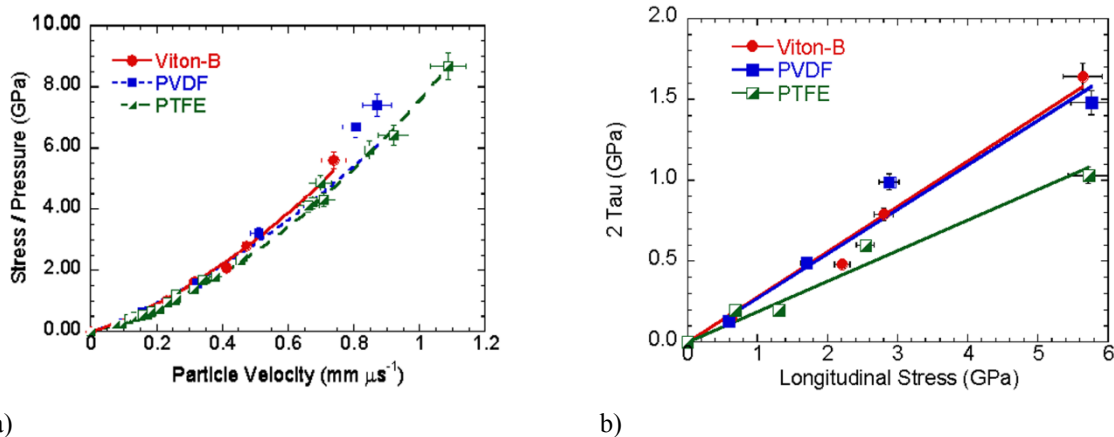 10.00
8.00
6.00
4.00
2.00
0.00
Stress / Pressure (GPa)
Viton-B
PVDF
PTFE
0 0.2 0.4 0.6 0.8 1 1.2
Particle Velocity (mm μs⁻¹)
a)
2.0
1.5
1.0
0.5
0.0
2 Tau (GPa)
Viton-B
PVDF
PTFE
0 1 2 3 4 5 6
Longitudinal Stress (GPa)
b)